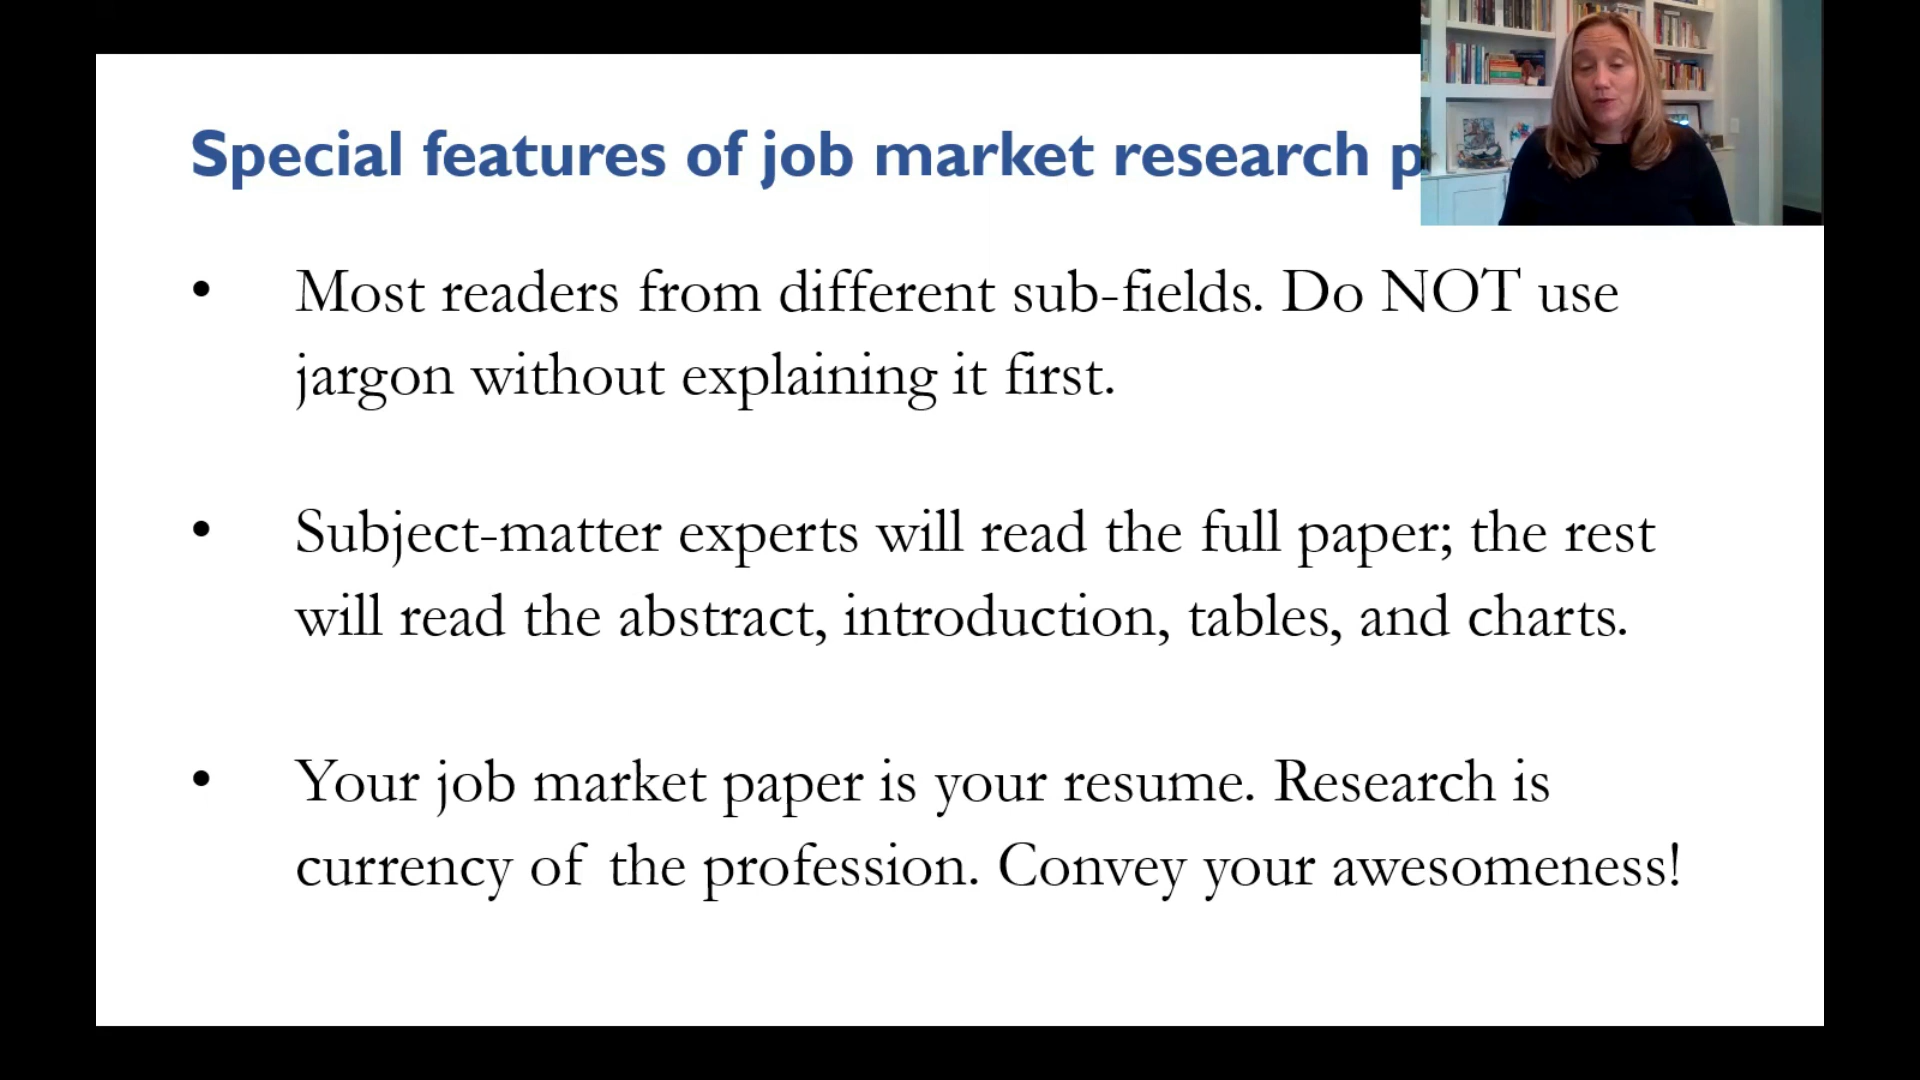 Special features of job market research p
• Most readers from different sub-fields. Do NOT use
jargon without explaining it first.
• Subject-matter experts will read the full paper; the rest
will read the abstract, introduction, tables, and charts.
• Your job market paper is your resume. Research is
currency of the profession. Convey your awesomeness!